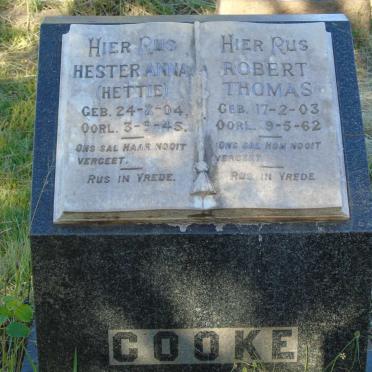 HIER RUS
HESTER ANNA
(HETTIE)
GEB. 24-8-04.
OORL. 3-9-45.
ONS SAL HAAR NOOIT
VERGEET.
RUS IN VREDE.
HIER RUS
ROBERT
THOMAS
GEB. 17-2-03
OORL. 9-5-62
ONS SAL HOM NOOIT
VERGEET
RUS IN VREDE.
COOKE